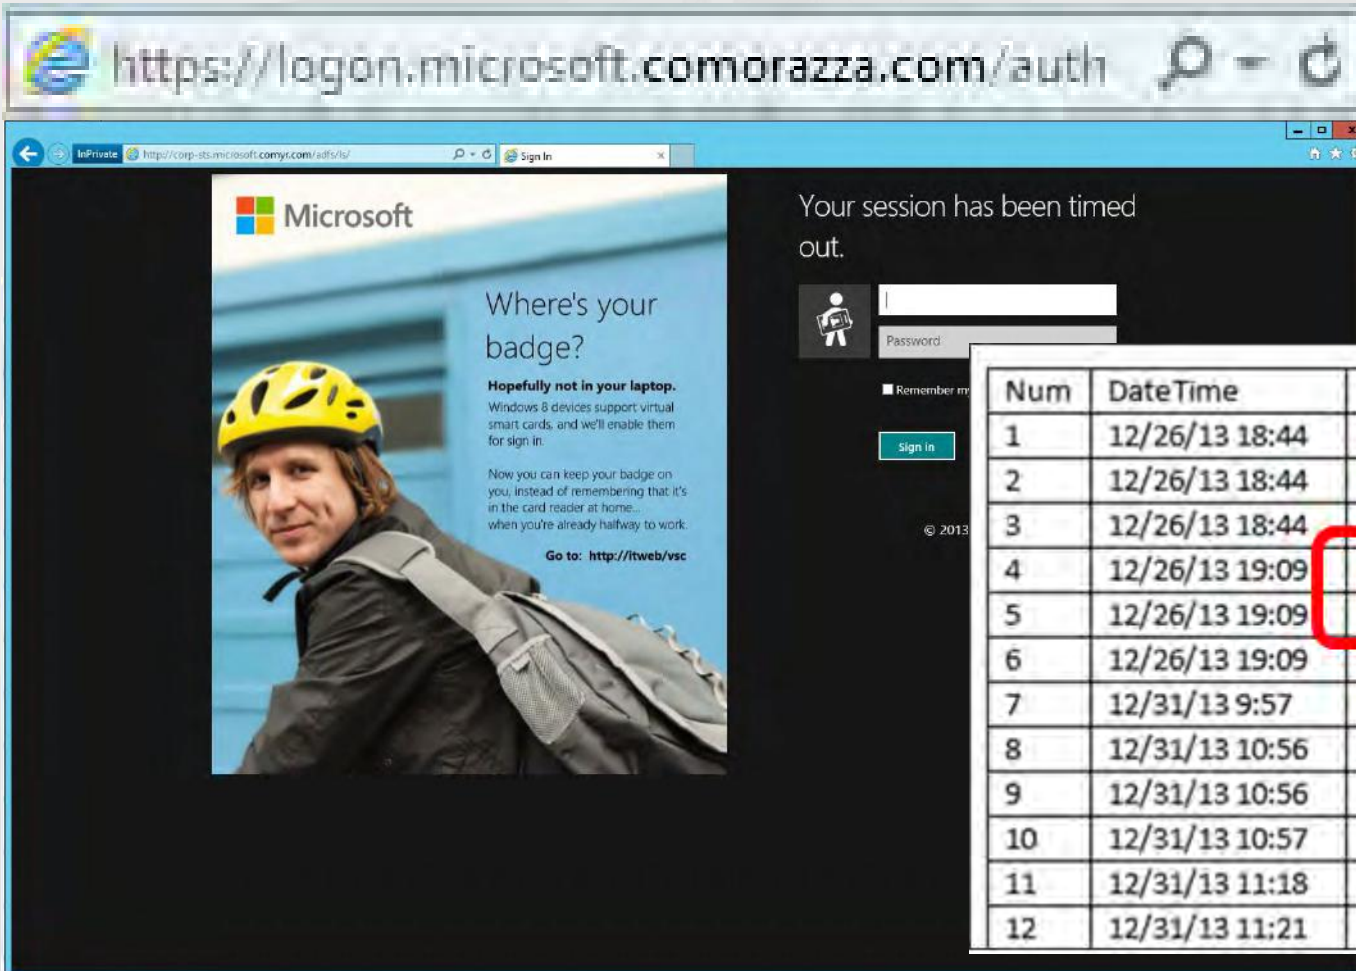 https://logon.microsoft.comorazza.com/auth
InPrivate http://corp-sts.microsoft.comyr.com/adfs/ls/
Sign In
Microsoft
Where's your
badge?
Hopefully not in your laptop.
Windows 8 devices support virtual
smart cards, and we'll enable them
for sign in.
Now you can keep your badge on
you, instead of remembering that it's
in the card reader at home...
when you're already halfway to work.
Go to: http://itweb/vsc
Your session has been timed
out.
Password
Remember my
Sign in
© 2013
Num DateTime
1 12/26/13 18:44
2 12/26/13 18:44
3 12/26/13 18:44
4 12/26/13 19:09
5 12/26/13 19:09
6 12/26/13 19:09
7 12/31/13 9:57
8 12/31/13 10:56
9 12/31/13 10:56
10 12/31/13 10:57
11 12/31/13 11:18
12 12/31/13 11:21